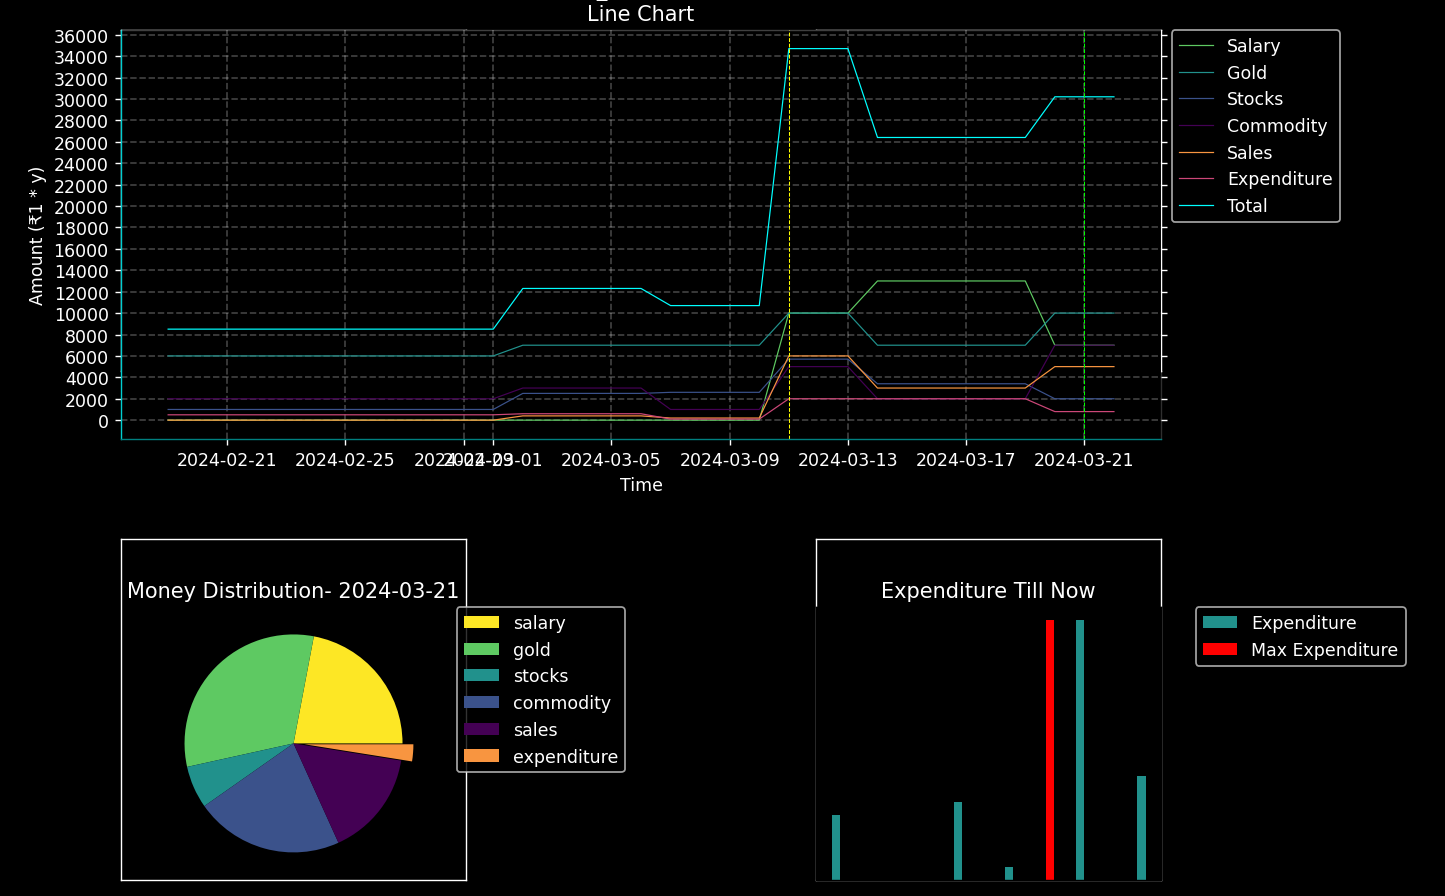 Line Chart
36000
34000
32000
30000
28000
26000
24000
22000
20000
18000
16000
14000
12000
10000
8000
6000
4000
2000
0
Amount (₹1 * y)
2024-02-21
2024-02-25
2024-02-29
2024-03-01
2024-03-05
2024-03-09
2024-03-13
2024-03-17
2024-03-21
Time
Salary
Gold
Stocks
Commodity
Sales
Expenditure
Total
Money Distribution- 2024-03-21
salary
gold
stocks
commodity
sales
expenditure
Expenditure Till Now
Expenditure
Max Expenditure